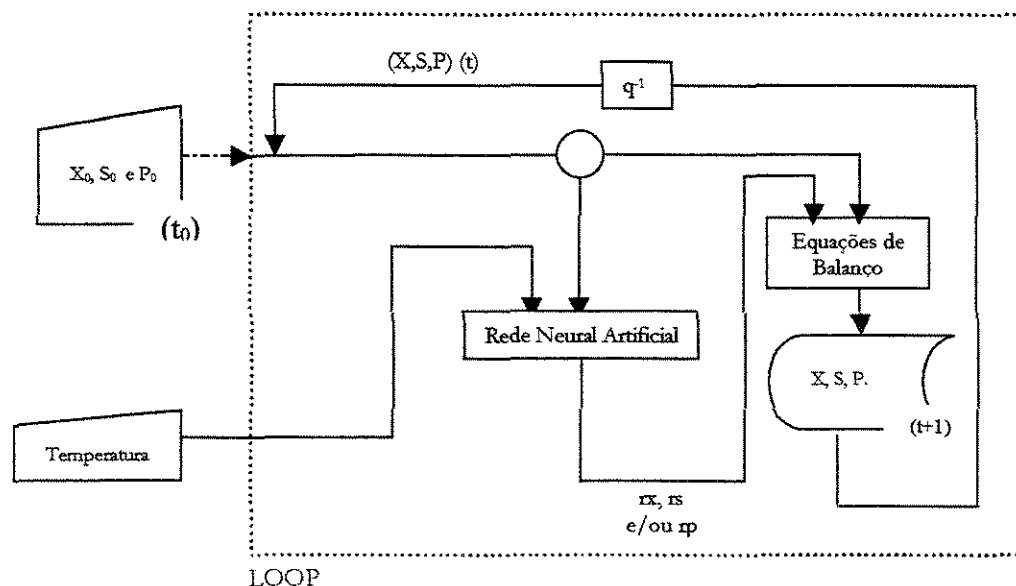 (X,S,P) (t)
q⁻¹
X₀, S₀ e P₀
(t₀)
Equações de
Balanço
Rede Neural Artificial
X, S, P.
(t+1)
Temperatura
rx, rs
e/ou rp
LOOP